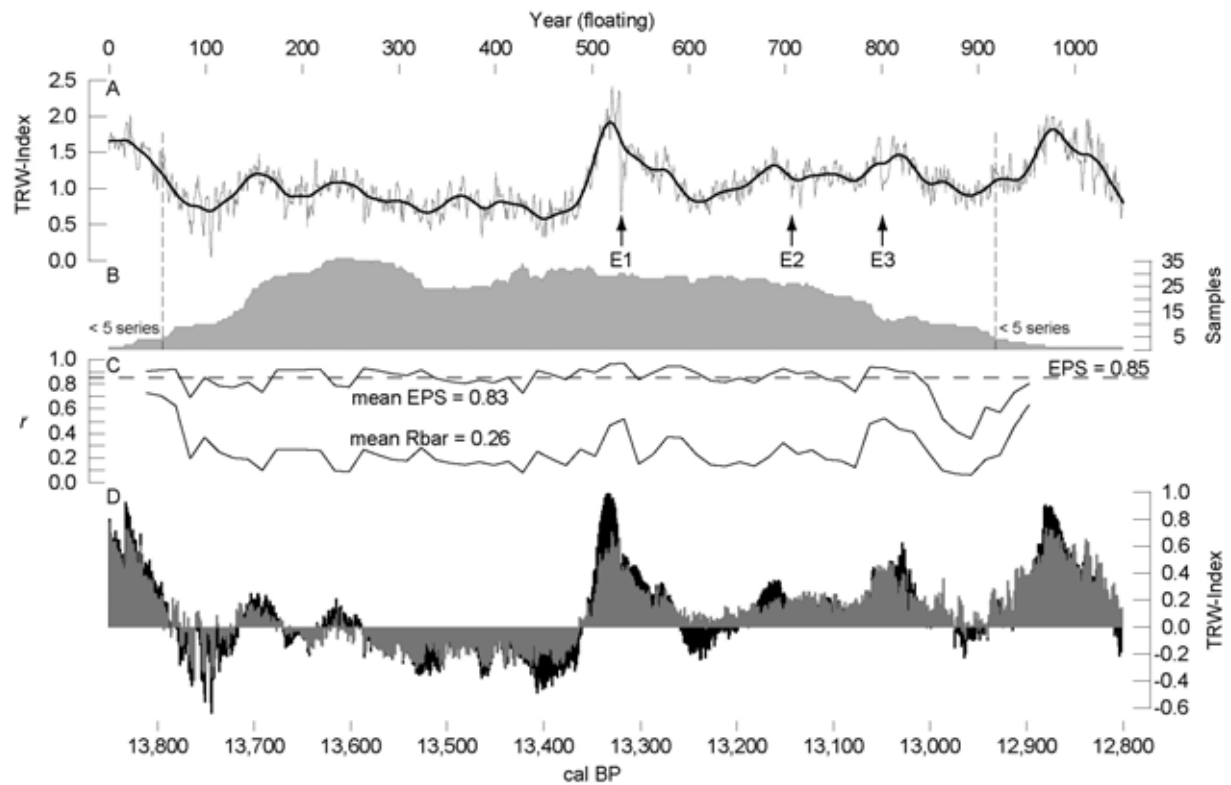 Year (floating)
0 100 200 300 400 500 600 700 800 900 1000
A
TRW-Index
2.5
2.0
1.5
1.0
0.5
0.0
E1 E2 E3
B
< 5 series
< 5 series
35
25
15
5
Samples
C
r
1.0
0.8
0.6
0.4
0.2
0.0
EPS = 0.85
mean EPS = 0.83
mean Rbar = 0.26
D
1.0
0.8
0.6
0.4
0.2
0.0
-0.2
-0.4
-0.6
TRW-Index
13,800 13,700 13,600 13,500 13,400 13,300 13,200 13,100 13,000 12,900 12,800
cal BP